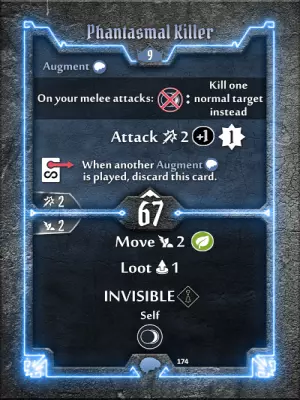 Phantasmal Killer
9
Augment
On your melee attacks: : Kill one normal target instead
Attack 2 +1 1
When another Augment
is played, discard this card.
2
67
2
Move 2
Loot 1
INVISIBLE
Self
174